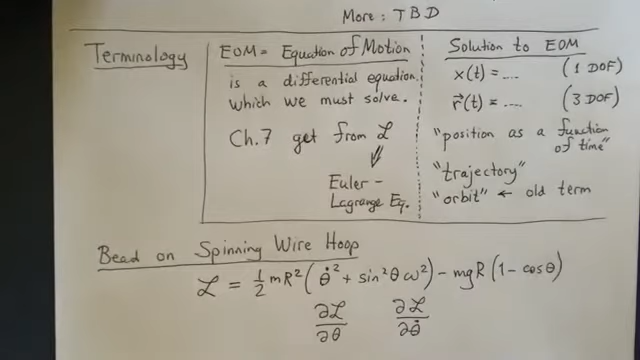 More: TBD
Terminology
EOM = Equation of Motion
is a differential equation.
which we must solve.
Ch.7 get from ℒ
⇓
Euler-
Lagrange Eq.
Solution to EOM
x(t) = .... (1 DOF)
r⃗(t) = .... (3 DOF)
"position as a function
of time"
"trajectory"
"orbit" ← old term
Bead on Spinning Wire Hoop
ℒ = 1/2 mR² (θ̇² + sin²θ ω²) - mgR (1 - cosθ)
∂ℒ/∂θ ∂ℒ/∂θ̇